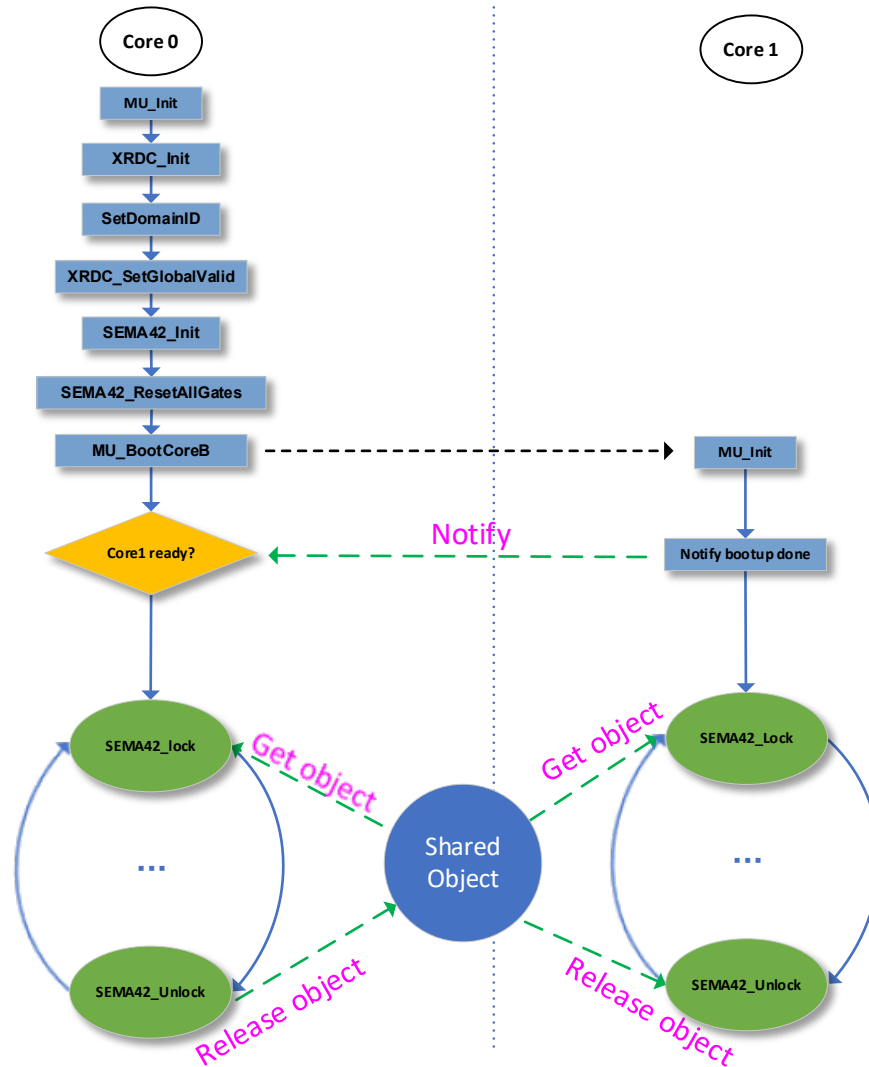 Core 0
Core 1
MU_Init
XRDC_Init
SetDomainID
XRDC_SetGlobalValid
SEMA42_Init
SEMA42_ResetAllGates
MU_BootCoreB
MU_Init
Core1 ready?
Notify
Notify bootup done
SEMA42_lock
Get object
Get object
SEMA42_Lock
...
Shared
Object
...
SEMA42_Unlock
Release object
Release object
SEMA42_Unlock